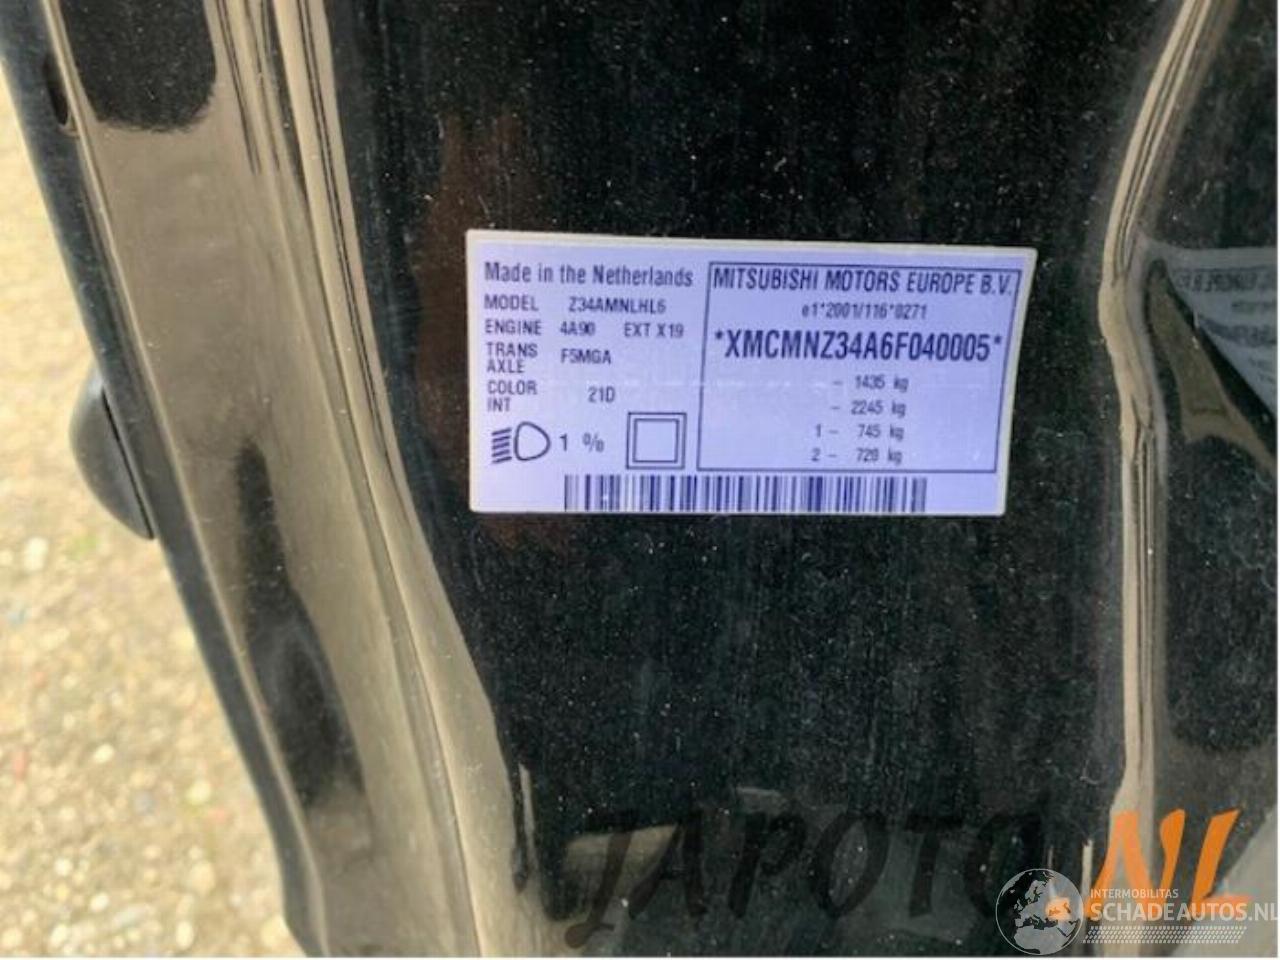 Made in the Netherlands
MODEL Z34AMNLHL6
ENGINE 4A90 EXT X19
TRANS AXLE F5MGA
COLOR INT 21D
1 %
MITSUBISHI MOTORS EUROPE B.V.
e1*2001/116*0271
*XMCMNZ34A6F040005*
- 1435 kg
- 2245 kg
1 - 745 kg
2 - 720 kg
JAPOTO.NL
INTERMOBILITAS
SCHADEAUTOS.NL